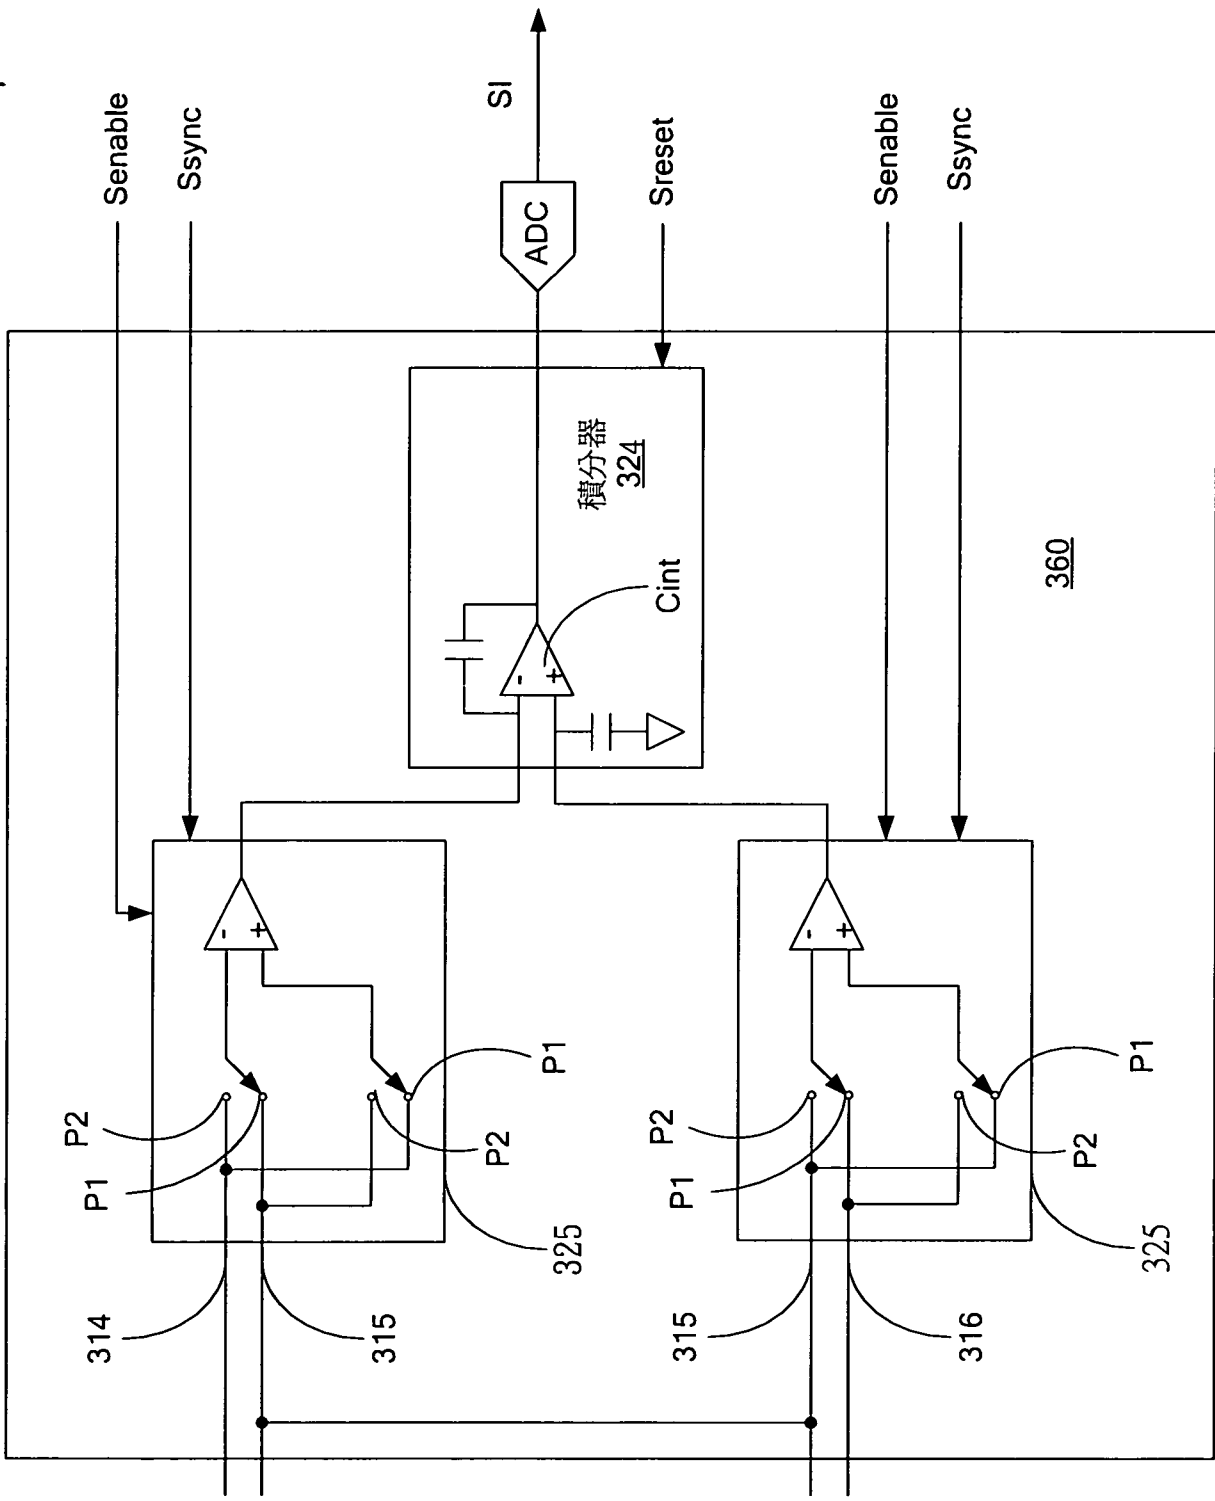 Senable
Ssync
SI
ADC
Sreset
Senable
Ssync
積分器
324
Cint
-
+
360
-
+
P2
P1
P2
P1
325
314
315
-
+
P2
P1
P2
P1
325
315
316